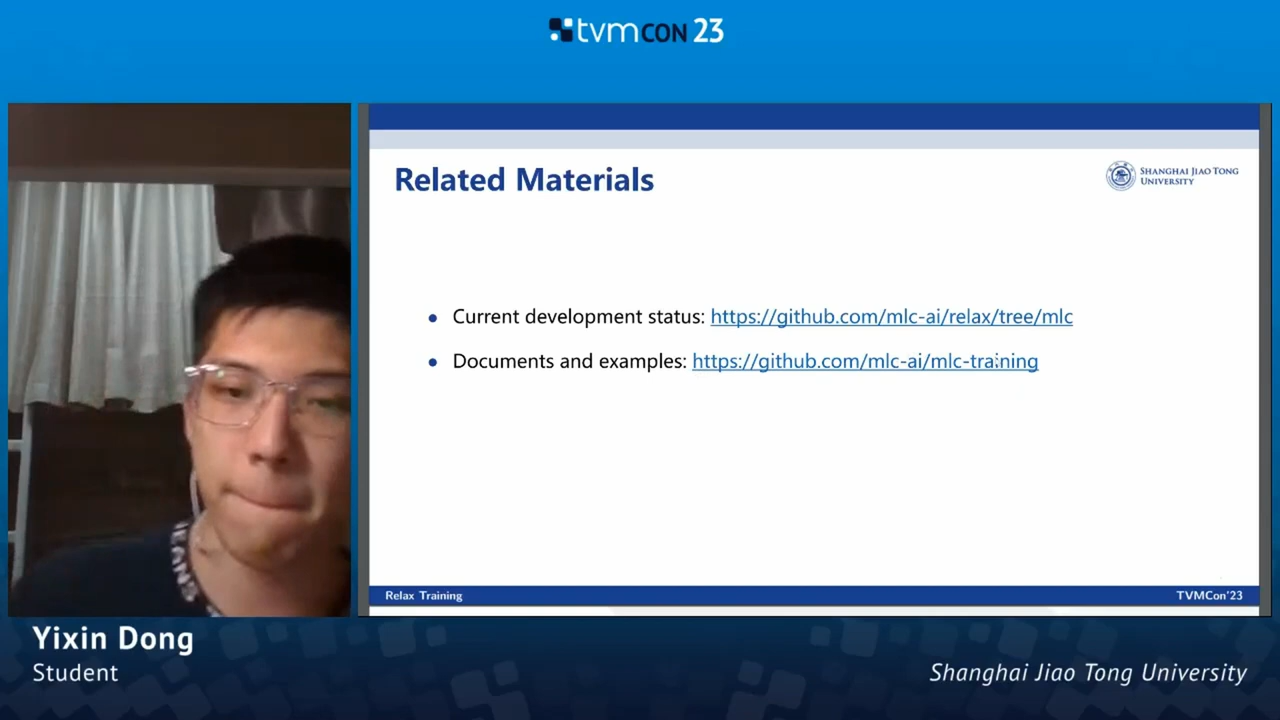 tvmCON 23
Related Materials
SHANGHAI JIAO TONG
UNIVERSITY
● Current development status: https://github.com/mlc-ai/relax/tree/mlc
● Documents and examples: https://github.com/mlc-ai/mlc-training
Relax Training
TVMCon'23
Yixin Dong
Student
Shanghai Jiao Tong University